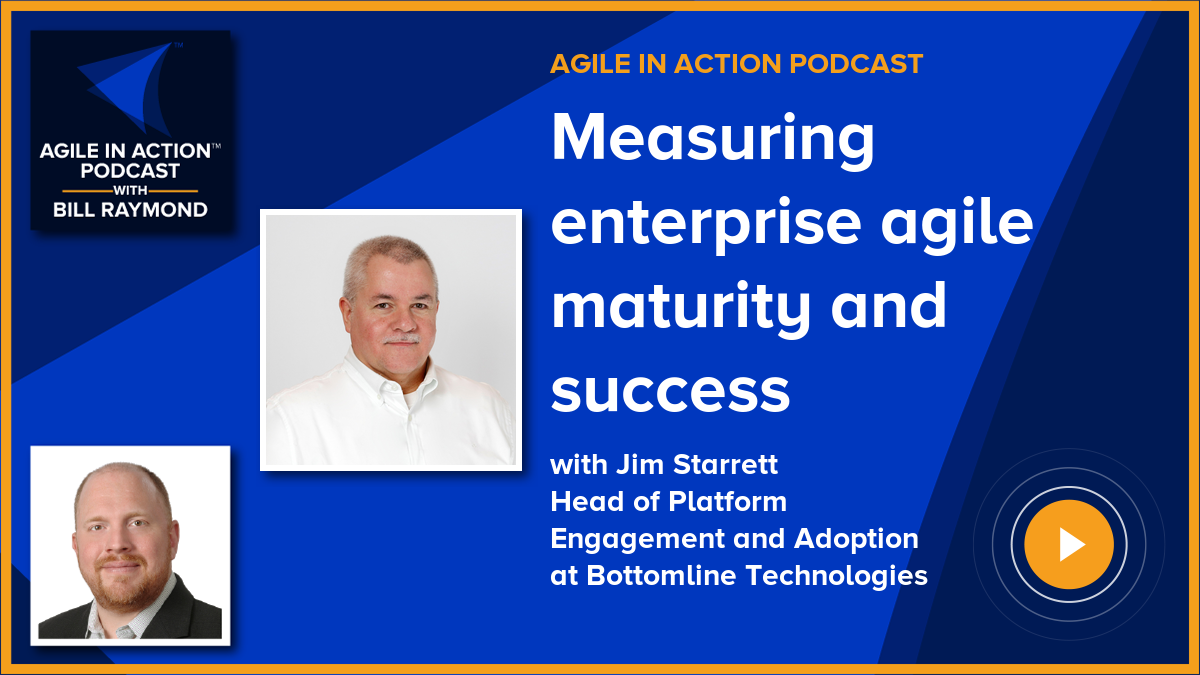 AGILE IN ACTION™
PODCAST
WITH
BILL RAYMOND
AGILE IN ACTION PODCAST
Measuring
enterprise agile
maturity and
success
with Jim Starrett
Head of Platform
Engagement and Adoption
at Bottomline Technologies
TM